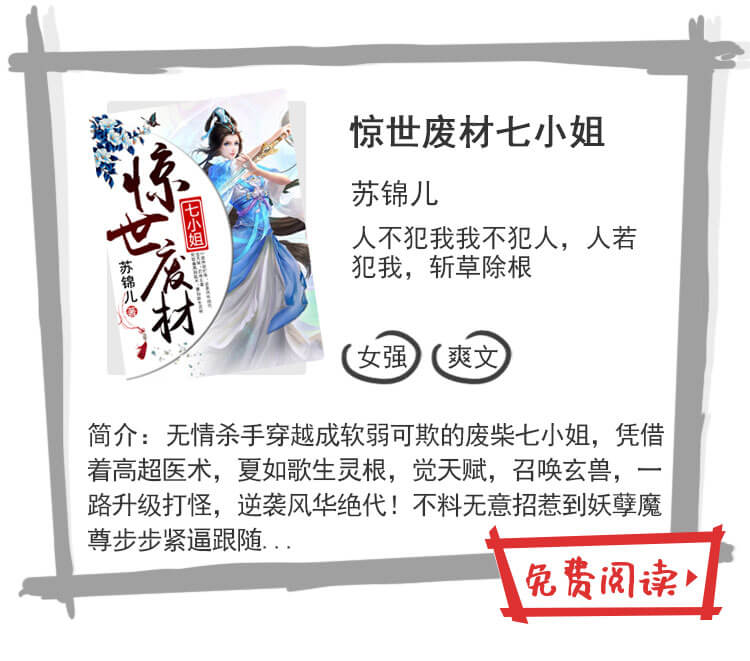 惊世废材七小姐
苏锦儿
人不犯我我不犯人，人若
犯我，斩草除根
女强
爽文
惊世废材
七小姐
苏锦儿
著
简介：无情杀手穿越成软弱可欺的废柴七小姐，凭借
着高超医术，夏如歌生灵根，觉天赋，召唤玄兽，一
路升级打怪，逆袭风华绝代！不料无意招惹到妖孽魔
尊步步紧逼跟随...
免费阅读